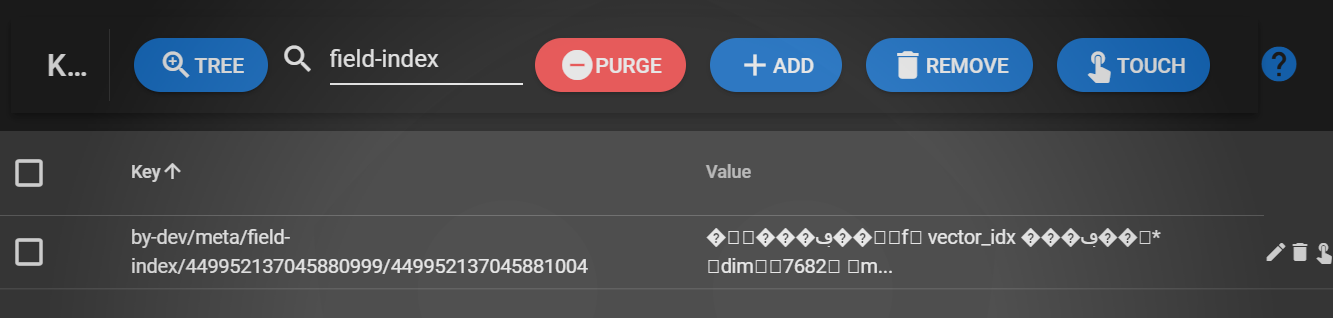 K...
TREE
field-index
PURGE
ADD
REMOVE
TOUCH
?
Key
Value
by-dev/meta/field-
index/449952137045880999/449952137045881004
�□□���ف��□□f□ vector_idx ���ف��□*
□dim□□7682□ □m...